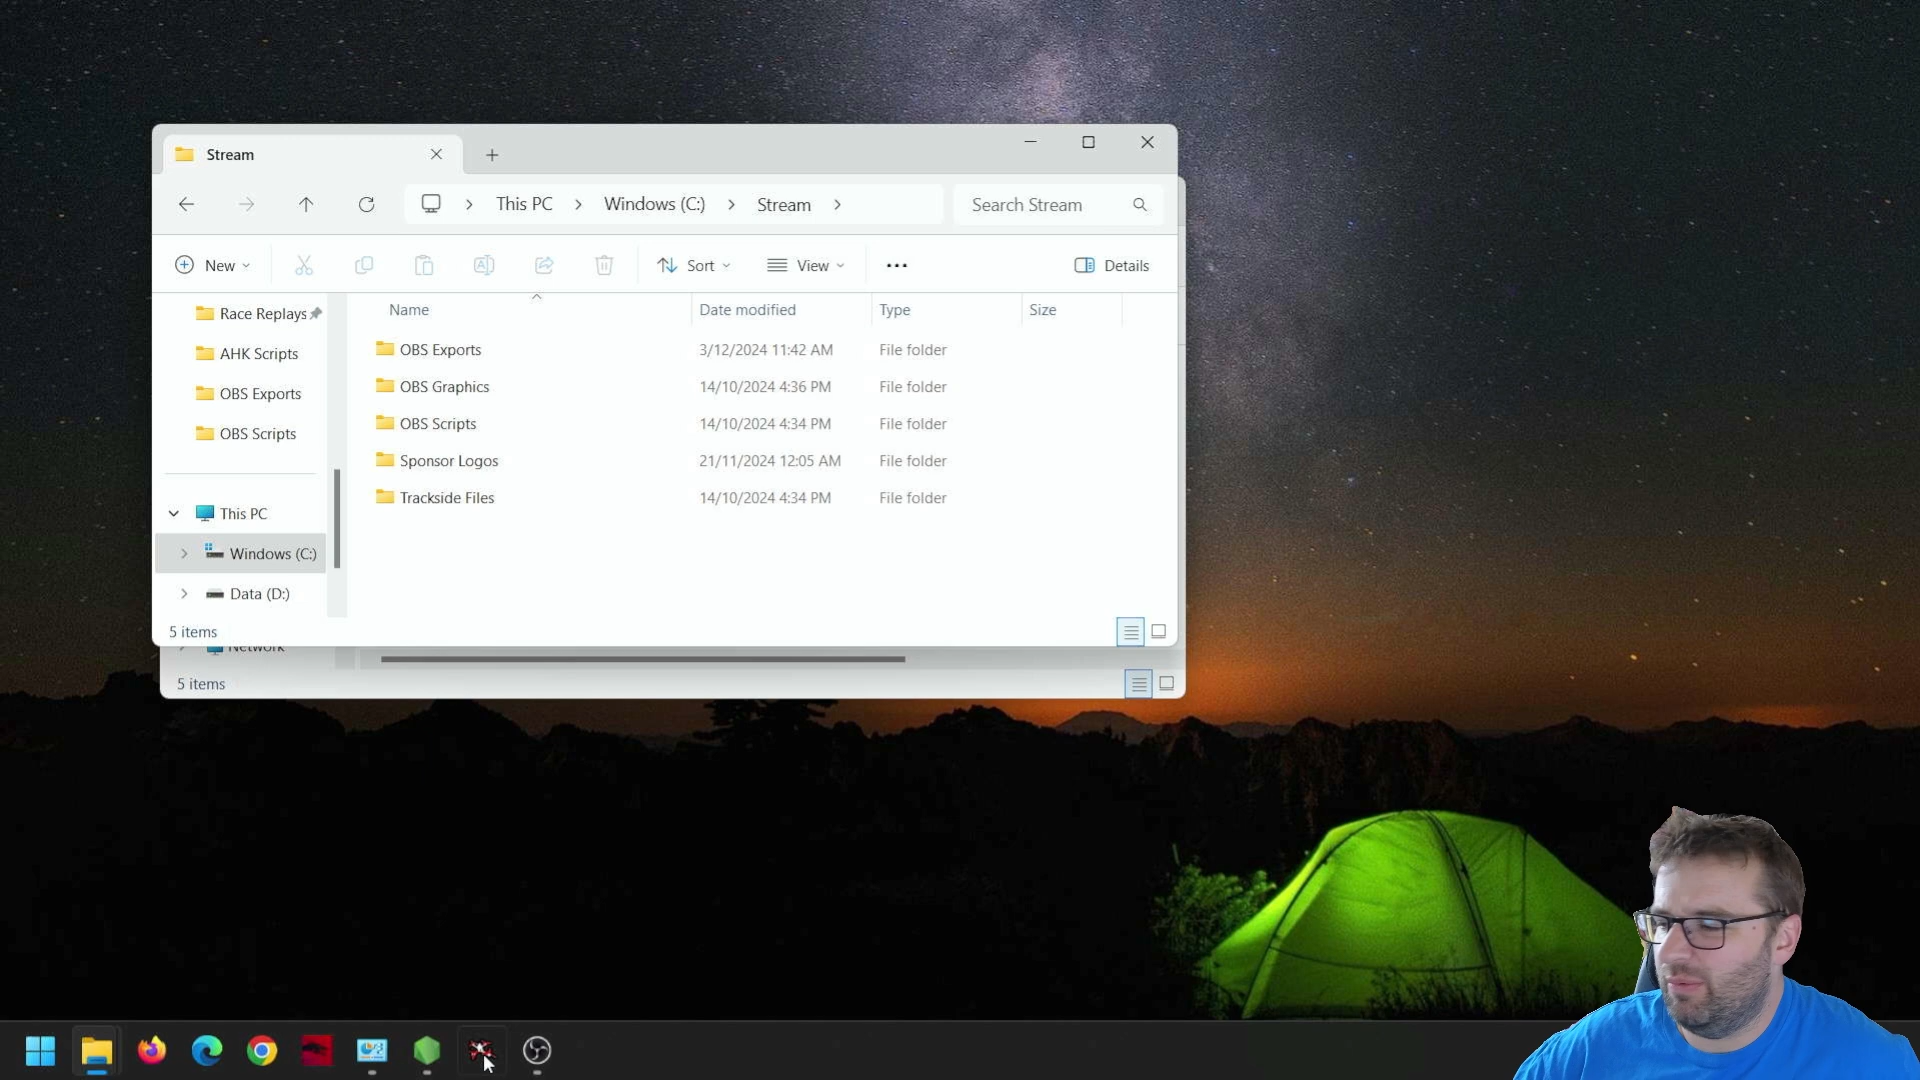 Stream
This PC
Windows (C:)
Stream
Search Stream
New
Sort
View
Details
Race Replays
AHK Scripts
OBS Exports
OBS Scripts
This PC
Windows (C:)
Data (D:)
Name Date modified Type Size
OBS Exports 3/12/2024 11:42 AM File folder
OBS Graphics 14/10/2024 4:36 PM File folder
OBS Scripts 14/10/2024 4:34 PM File folder
Sponsor Logos 21/11/2024 12:05 AM File folder
Trackside Files 14/10/2024 4:34 PM File folder
5 items
Network
5 items